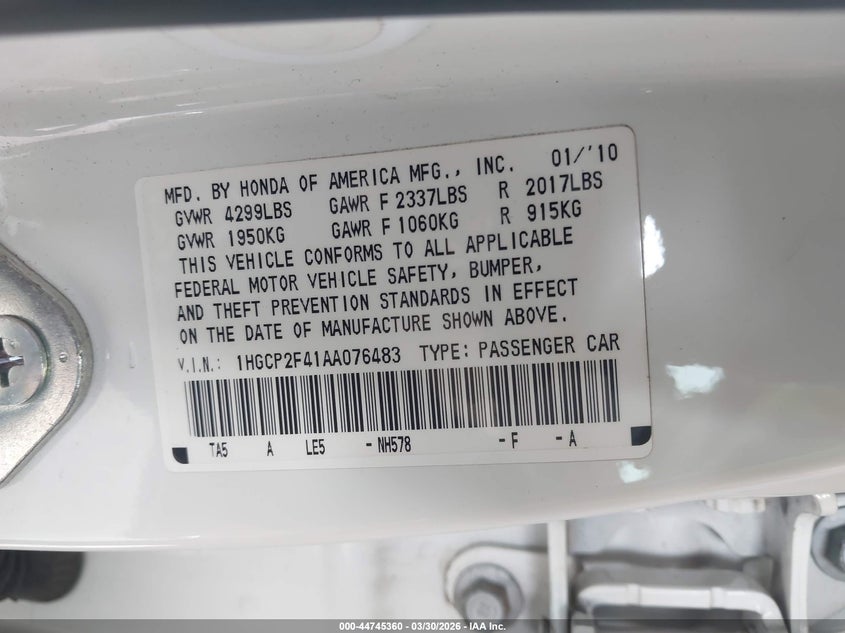 MFD. BY HONDA OF AMERICA MFG., INC. 01/'10
GVWR 4299LBS GAWR F 2337LBS R 2017LBS
GVWR 1950KG GAWR F 1060KG R 915KG
THIS VEHICLE CONFORMS TO ALL APPLICABLE
FEDERAL MOTOR VEHICLE SAFETY, BUMPER,
AND THEFT PREVENTION STANDARDS IN EFFECT
ON THE DATE OF MANUFACTURE SHOWN ABOVE.
V.I.N.: 1HGCP2F41AA076483 TYPE: PASSENGER CAR
TA5 A LE5 -NH578 -F -A
000-44745360 - 03/30/2026 - IAA Inc.